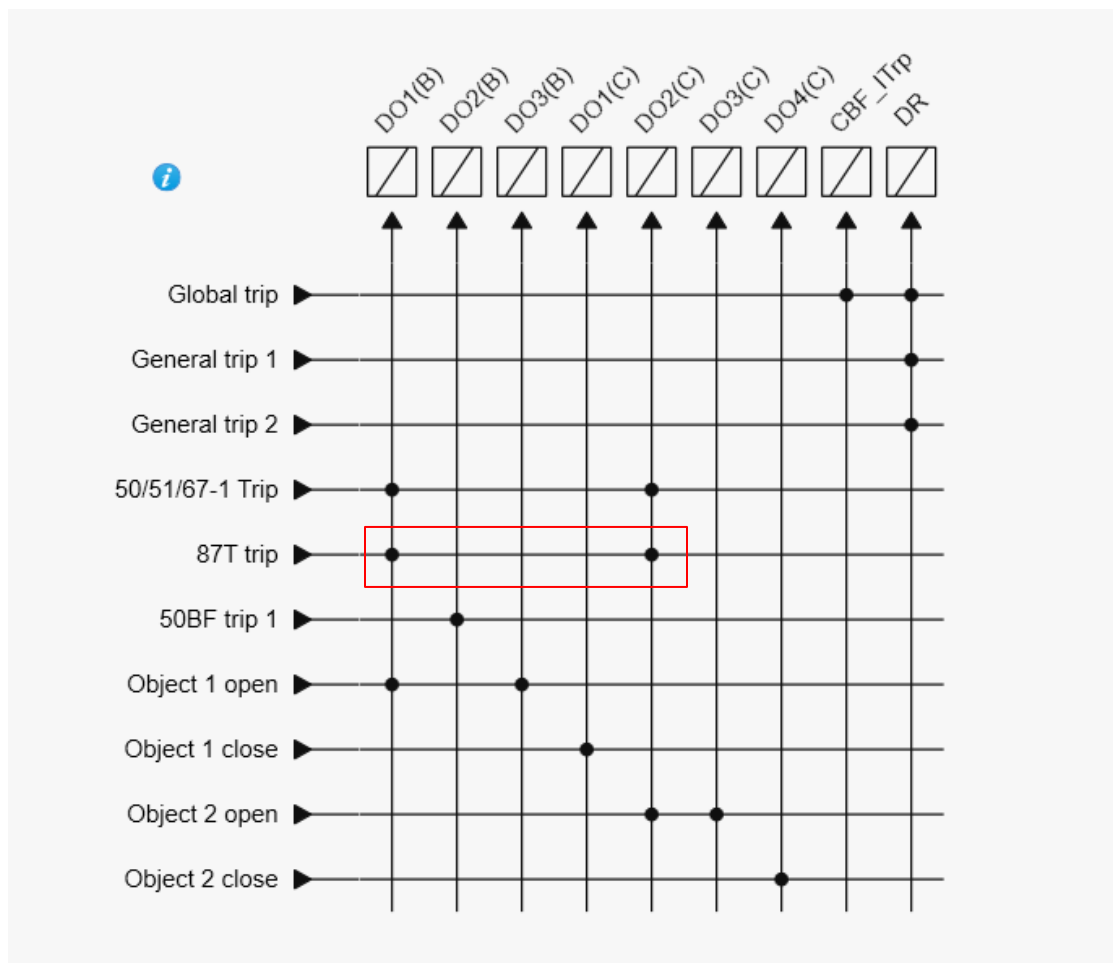 DO1(B)
DO2(B)
DO3(B)
DO1(C)
DO2(C)
DO3(C)
DO4(C)
CBF_ITrp
DR
i
Global trip
General trip 1
General trip 2
50/51/67-1 Trip
87T trip
50BF trip 1
Object 1 open
Object 1 close
Object 2 open
Object 2 close